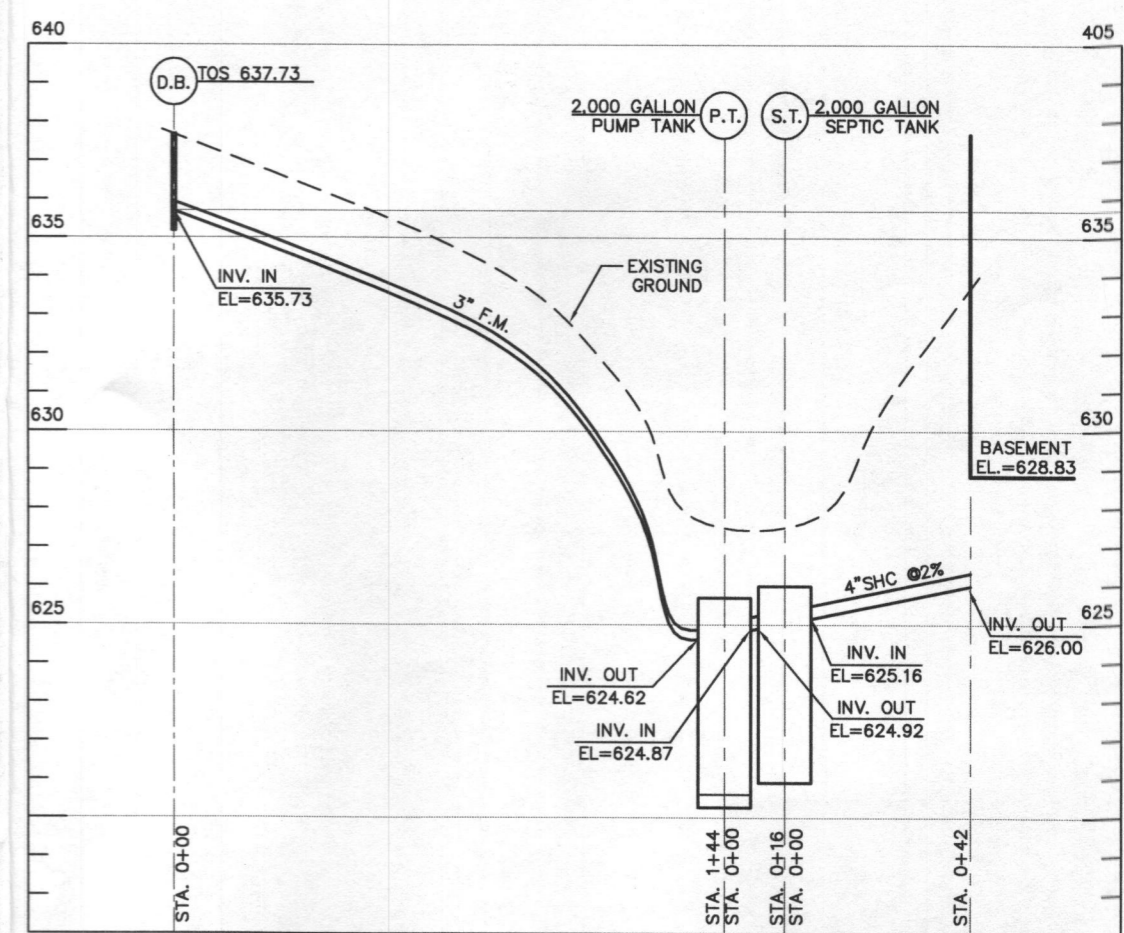 640
405
D.B.
TOS 637.73
2,000 GALLON
PUMP TANK
P.T.
S.T.
2,000 GALLON
SEPTIC TANK
635
635
INV. IN
EL=635.73
EXISTING
GROUND
3" F.M.
630
630
BASEMENT
EL.=628.83
4"SHC @2%
625
625
INV. OUT
EL=626.00
INV. OUT
EL=624.62
INV. IN
EL=625.16
INV. IN
EL=624.87
INV. OUT
EL=624.92
STA. 0+00
STA. 1+44
STA. 0+00
STA. 0+16
STA. 0+00
STA. 0+42